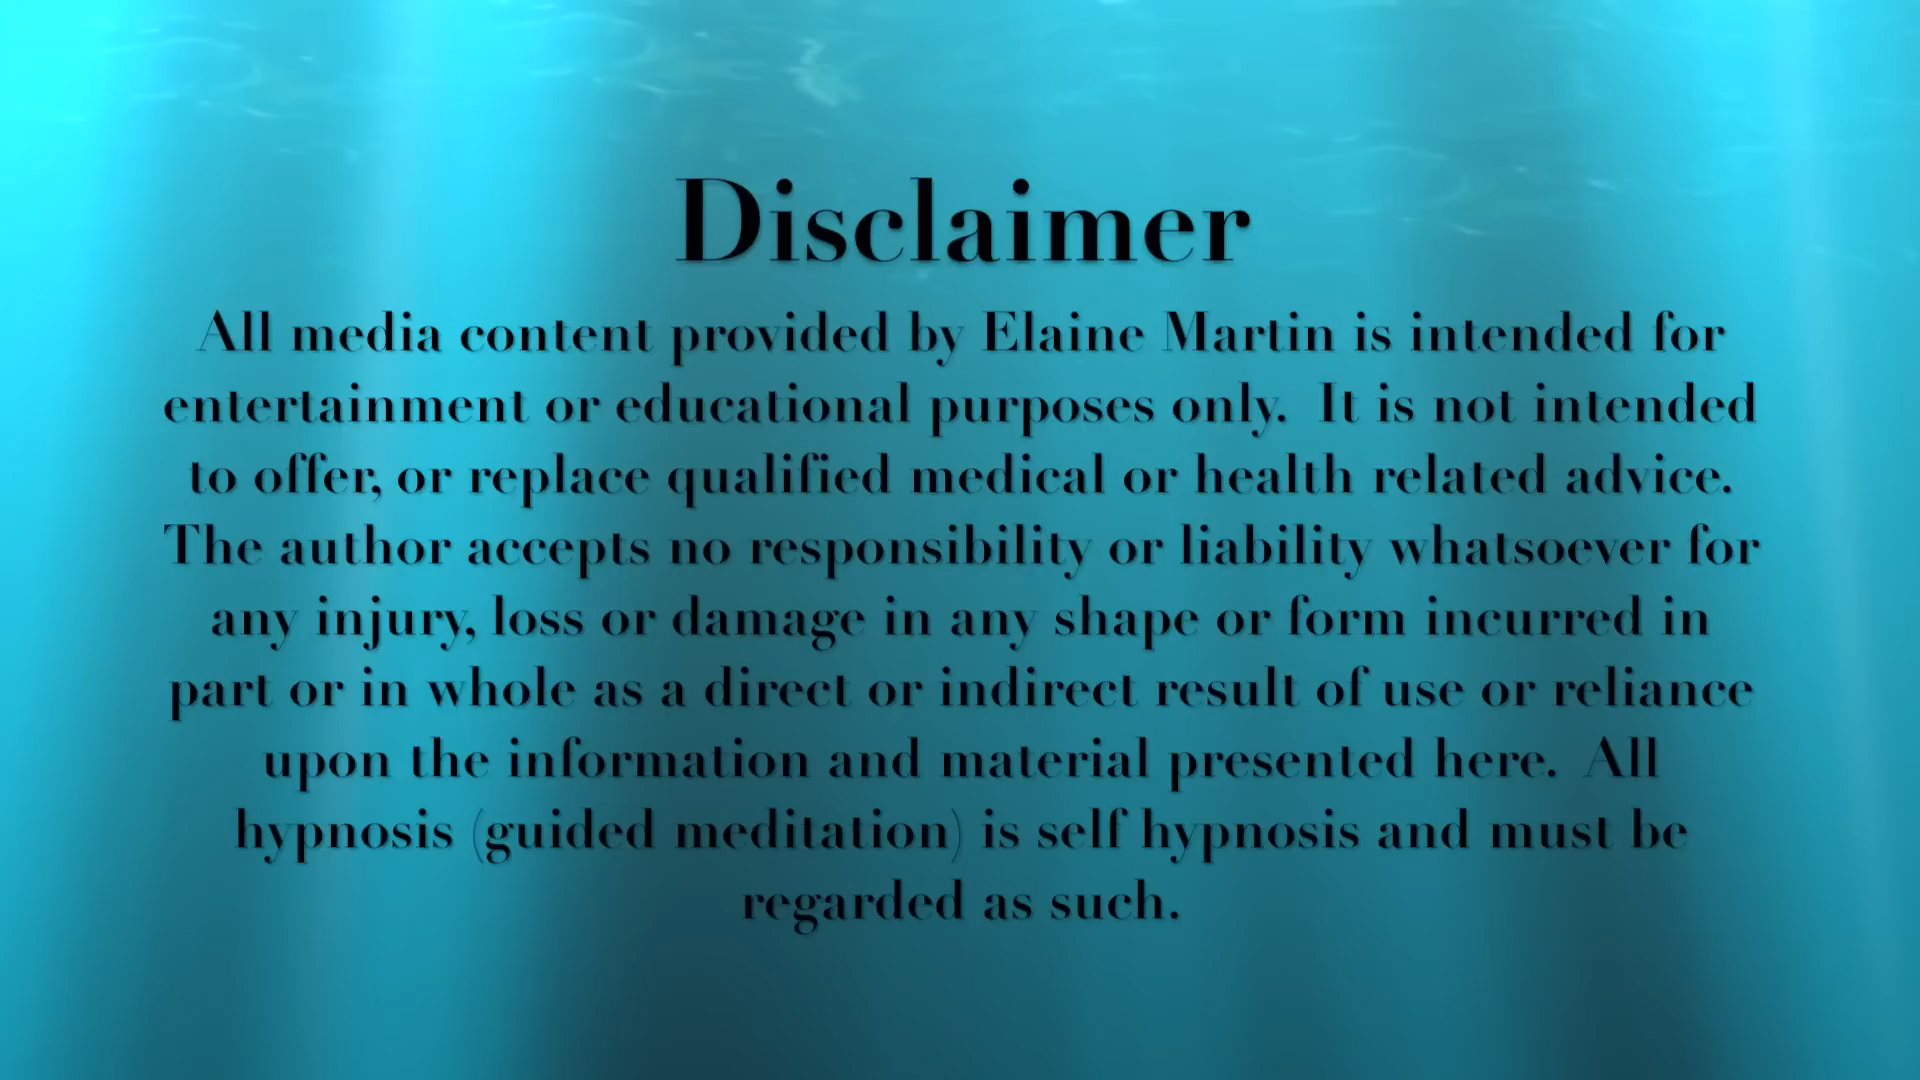 Disclaimer
All media content provided by Elaine Martin is intended for
entertainment or educational purposes only.  It is not intended
to offer, or replace qualified medical or health related advice.
The author accepts no responsibility or liability whatsoever for
any injury, loss or damage in any shape or form incurred in
part or in whole as a direct or indirect result of use or reliance
upon the information and material presented here.  All
hypnosis (guided meditation) is self hypnosis and must be
regarded as such.